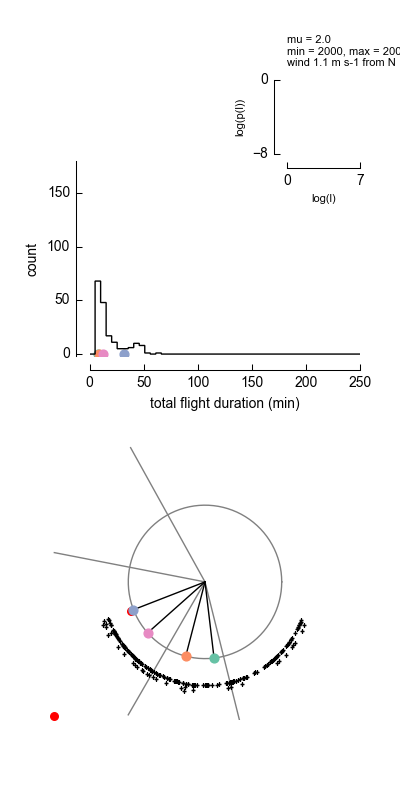 mu = 2.0
min = 2000, max = 200
wind 1.1 m s-1 from N
0
log(p(l))
−8
0
7
log(l)
150
100
50
0
count
0
50
100
150
200
250
total flight duration (min)